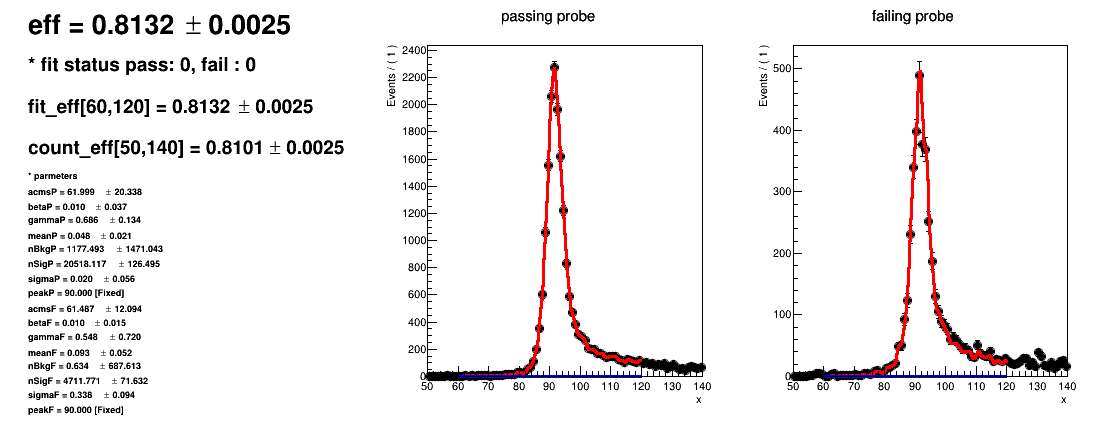 eff = 0.8132 ± 0.0025
* fit status pass: 0, fail : 0
fit_eff[60,120] = 0.8132 ± 0.0025
count_eff[50,140] = 0.8101 ± 0.0025
* parmeters
acmsP = 61.999 ± 20.338
betaP = 0.010 ± 0.037
gammaP = 0.686 ± 0.134
meanP = 0.048 ± 0.021
nBkgP = 1177.493 ± 1471.043
nSigP = 20518.117 ± 126.495
sigmaP = 0.020 ± 0.056
peakP = 90.000 [Fixed]
acmsF = 61.487 ± 12.094
betaF = 0.010 ± 0.015
gammaF = 0.548 ± 0.720
meanF = 0.093 ± 0.052
nBkgF = 0.634 ± 687.613
nSigF = 4711.771 ± 71.632
sigmaF = 0.338 ± 0.094
peakF = 90.000 [Fixed]
passing probe
Events / ( 1 )
2400
2200
2000
1800
1600
1400
1200
1000
800
600
400
200
0
50 60 70 80 90 100 110 120 130 140
x
failing probe
Events / ( 1 )
500
400
300
200
100
0
50 60 70 80 90 100 110 120 130 140
x